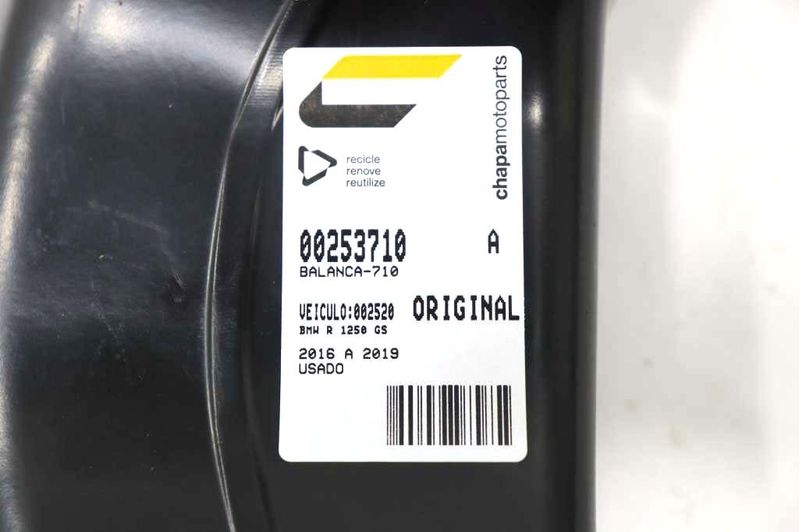 chapamotoparts
recicle
renove
reutilize
00253710 A
BALANCA-710
VEICULO:002520 ORIGINAL
BMW R 1250 GS
2016 A 2019
USADO